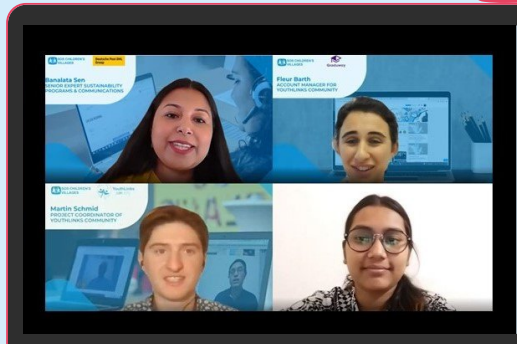 SOS CHILDREN'S
VILLAGES
Deutsche Post DHL
Group
Banalata Sen
SENIOR EXPERT SUSTAINABILITY
PROGRAMS & COMMUNICATIONS
SOS CHILDREN'S
VILLAGES
Fleur Barth
ACCOUNT MANAGER FOR
YOUTHLINKS COMMUNITY
SOS CHILDREN'S
VILLAGES
YouthLinks
Martin Schmid
PROJECT COORDINATOR OF
YOUTHLINKS COMMUNITY